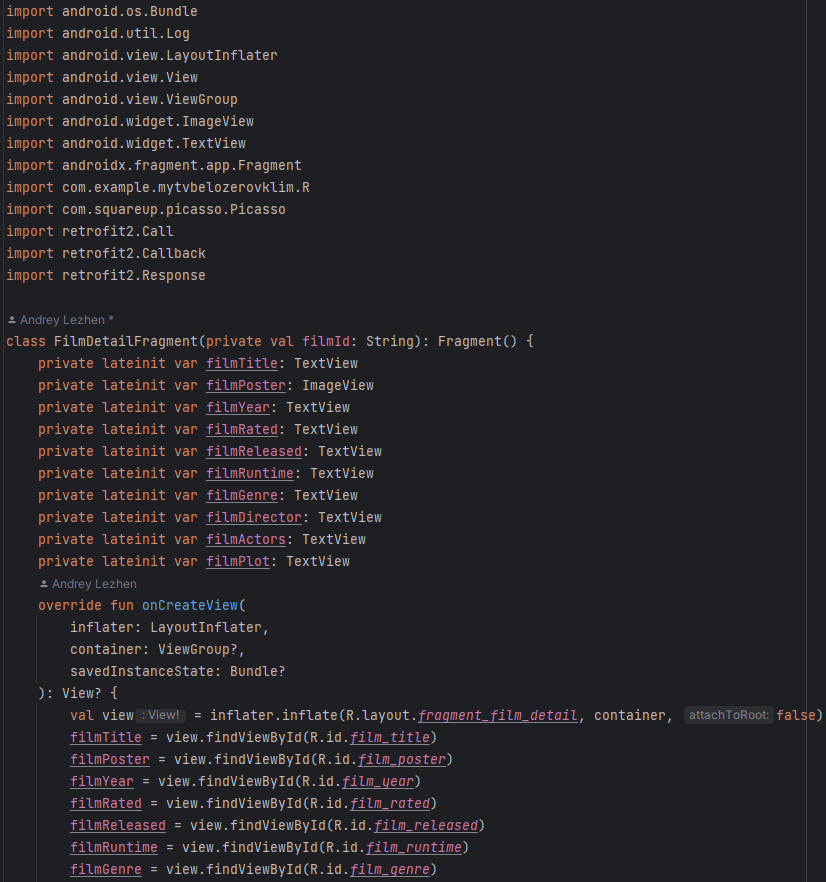 import android.os.Bundle
import android.util.Log
import android.view.LayoutInflater
import android.view.View
import android.view.ViewGroup
import android.widget.ImageView
import android.widget.TextView
import androidx.fragment.app.Fragment
import com.example.mytvbelozerovklim.R
import com.squareup.picasso.Picasso
import retrofit2.Call
import retrofit2.Callback
import retrofit2.Response
Andrey Lezhen *
class FilmDetailFragment(private val filmId: String): Fragment() {
    private lateinit var filmTitle: TextView
    private lateinit var filmPoster: ImageView
    private lateinit var filmYear: TextView
    private lateinit var filmRated: TextView
    private lateinit var filmReleased: TextView
    private lateinit var filmRuntime: TextView
    private lateinit var filmGenre: TextView
    private lateinit var filmDirector: TextView
    private lateinit var filmActors: TextView
    private lateinit var filmPlot: TextView
    Andrey Lezhen
    override fun onCreateView(
        inflater: LayoutInflater,
        container: ViewGroup?,
        savedInstanceState: Bundle?
    ): View? {
        val view : View! = inflater.inflate(R.layout.fragment_film_detail, container, attachToRoot: false)
        filmTitle = view.findViewById(R.id.film_title)
        filmPoster = view.findViewById(R.id.film_poster)
        filmYear = view.findViewById(R.id.film_year)
        filmRated = view.findViewById(R.id.film_rated)
        filmReleased = view.findViewById(R.id.film_released)
        filmRuntime = view.findViewById(R.id.film_runtime)
        filmGenre = view.findViewById(R.id.film_genre)